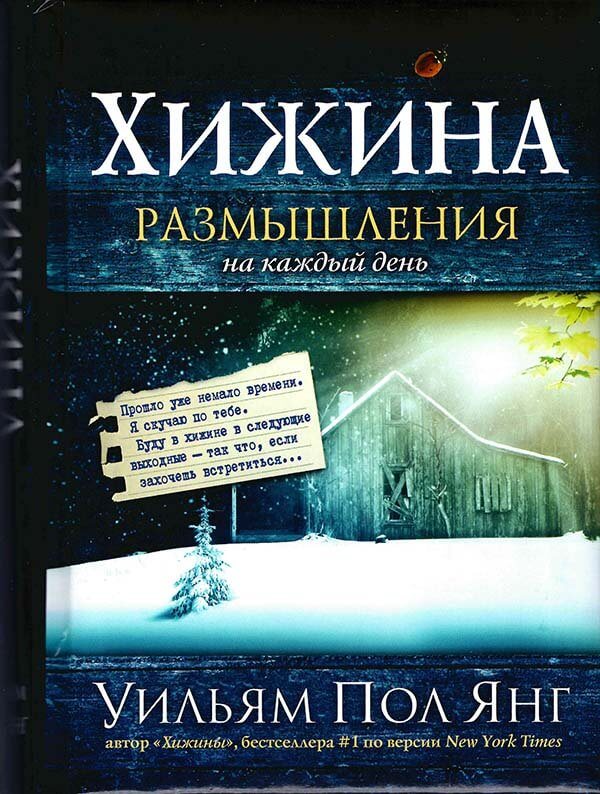 ХИЖИНА
РАЗМЫШЛЕНИЯ
на каждый день
Прошло уже немало времени.
Я скучаю по тебе.
Буду в хижине в следующие
выходные — так что, если
захочешь встретиться...
Уильям Пол Янг
автор «Хижины», бестселлера #1 по версии New York Times
ХИЖИНА